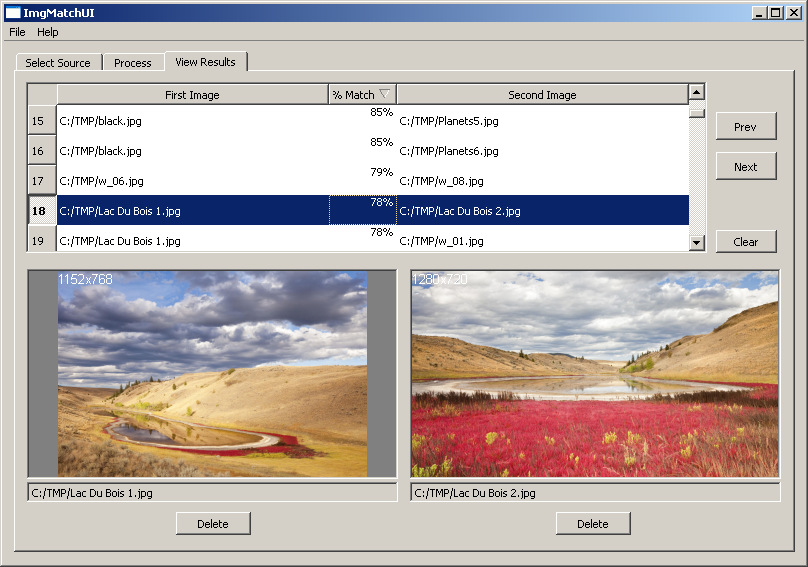 ImgMatchUI
File Help
Select Source Process View Results
First Image % Match Second Image
15 C:/TMP/black.jpg 85% C:/TMP/Planets5.jpg
16 C:/TMP/black.jpg 85% C:/TMP/Planets6.jpg
17 C:/TMP/w_06.jpg 79% C:/TMP/w_08.jpg
18 C:/TMP/Lac Du Bois 1.jpg 78% C:/TMP/Lac Du Bois 2.jpg
19 C:/TMP/Lac Du Bois 1.jpg 78% C:/TMP/w_01.jpg
Prev
Next
Clear
1152x768 1280x720
C:/TMP/Lac Du Bois 1.jpg C:/TMP/Lac Du Bois 2.jpg
Delete Delete